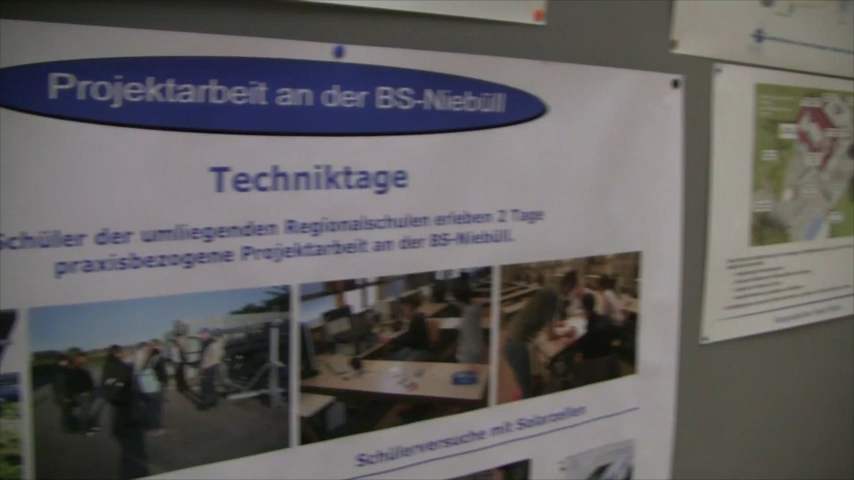 Projektarbeit an der BS-Niebüll
Techniktage
Schüler der umliegenden Regionalschulen erleben 2 Tage
praxisbezogene Projektarbeit an der BS-Niebüll.
Schülerversuche mit Solarzellen